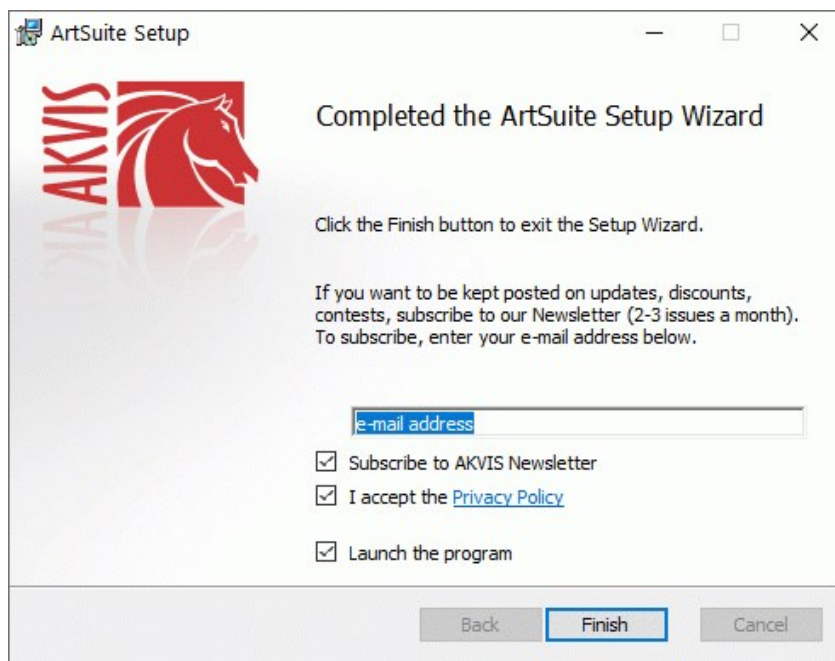 ArtSuite Setup
AKVIS
Completed the ArtSuite Setup Wizard
Click the Finish button to exit the Setup Wizard.
If you want to be kept posted on updates, discounts,
contests, subscribe to our Newsletter (2-3 issues a month).
To subscribe, enter your e-mail address below.
e-mail address
Subscribe to AKVIS Newsletter
I accept the Privacy Policy
Launch the program
Back Finish Cancel